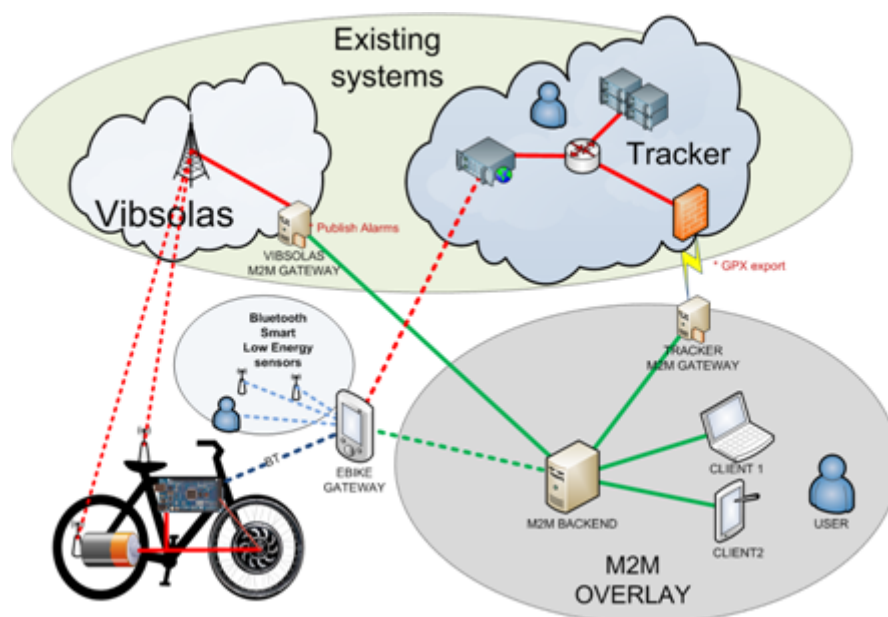 Existing
systems
Vibsolas
Tracker
* Publish Alarms
VIBSOLAS
M2M GATEWAY
* GPX export
Bluetooth
Smart
Low Energy
sensors
TRACKER
M2M GATEWAY
BT
EBIKE
GATEWAY
CLIENT 1
M2M BACKEND
USER
CLIENT2
M2M
OVERLAY